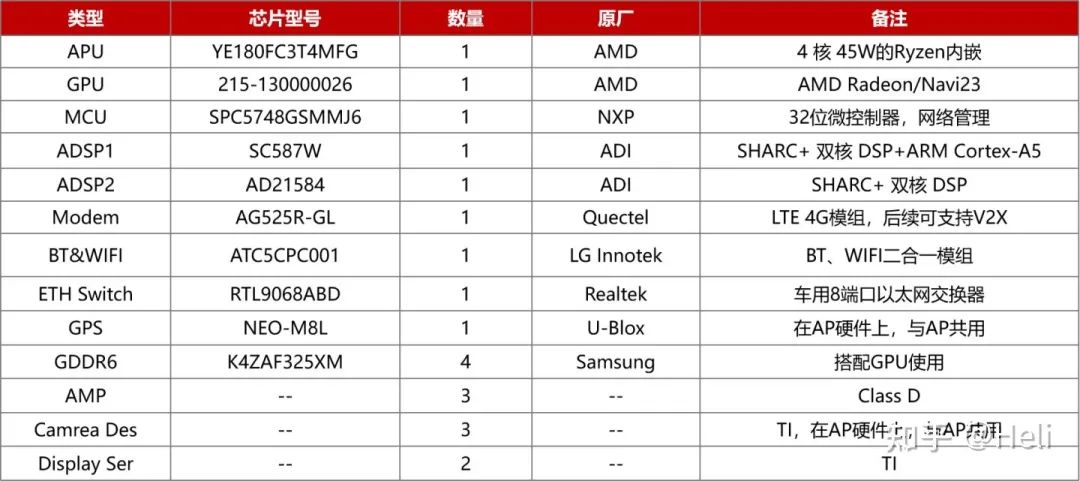 类型 芯片型号 数量 原厂 备注
APU YE180FC3T4MFG 1 AMD 4 核 45W的Ryzen内嵌
GPU 215-130000026 1 AMD AMD Radeon/Navi23
MCU SPC5748GSMMJ6 1 NXP 32位微控制器，网络管理
ADSP1 SC587W 1 ADI SHARC+ 双核 DSP+ARM Cortex-A5
ADSP2 AD21584 1 ADI SHARC+ 双核 DSP
Modem AG525R-GL 1 Quectel LTE 4G模组，后续可支持V2X
BT&WIFI ATC5CPC001 1 LG Innotek BT、WIFI二合一模组
ETH Switch RTL9068ABD 1 Realtek 车用8端口以太网交换器
GPS NEO-M8L 1 U-Blox 在AP硬件上，与AP共用
GDDR6 K4ZAF325XM 4 Samsung 搭配GPU使用
AMP -- 3 -- Class D
Camrea Des -- 3 -- TI，在AP硬件上，与AP共用
Display Ser -- 2 -- TI
知乎 @Heli